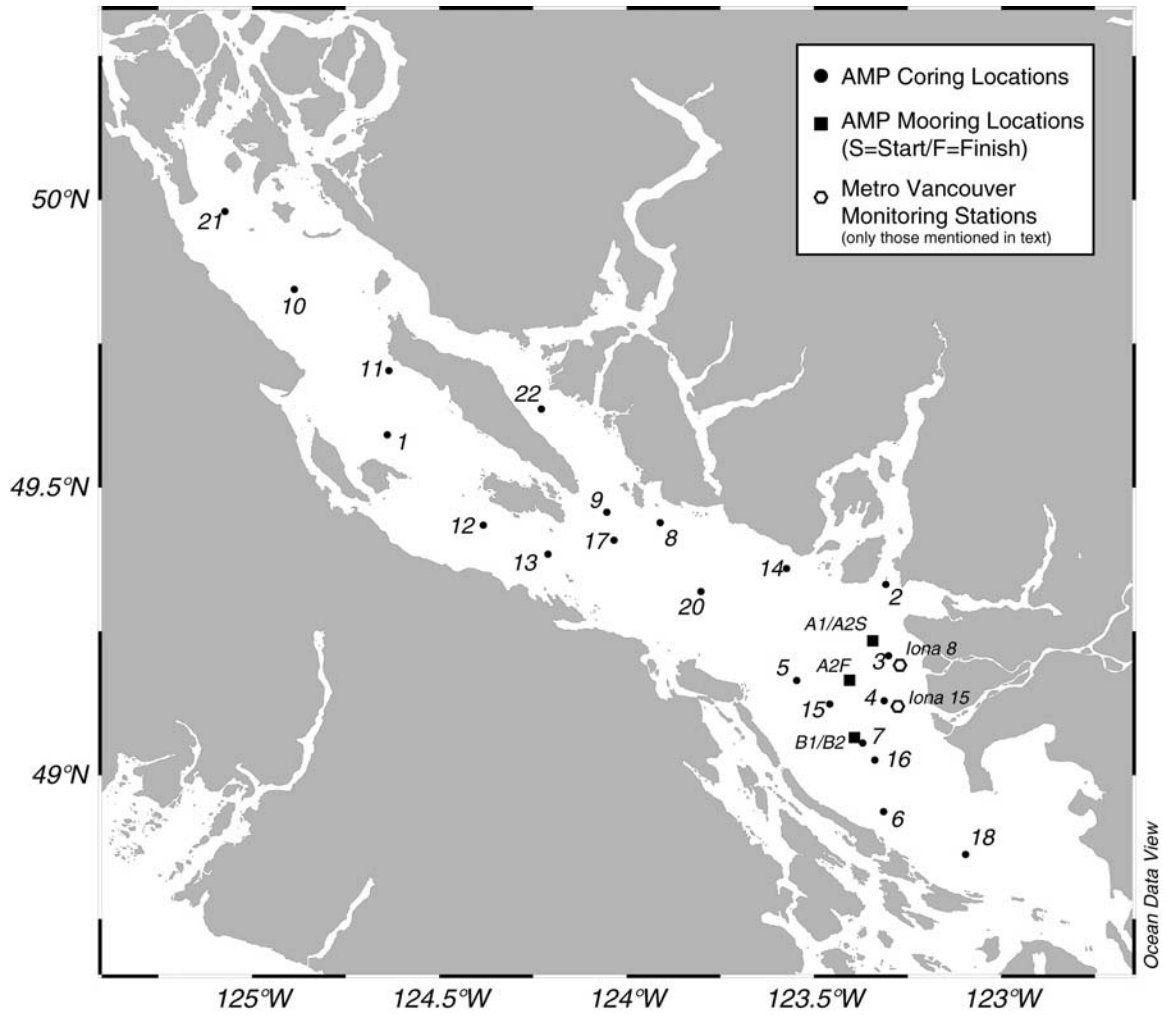 AMP Coring Locations
AMP Mooring Locations
(S=Start/F=Finish)
Metro Vancouver
Monitoring Stations
(only those mentioned in text)
50°N
49.5°N
49°N
21
10
11
22
1
9
12
8
17
13
14
20
2
A1/A2S
3
Iona 8
5
A2F
4
Iona 15
15
B1/B2
7
16
6
18
Ocean Data View
125°W
124.5°W
124°W
123.5°W
123°W